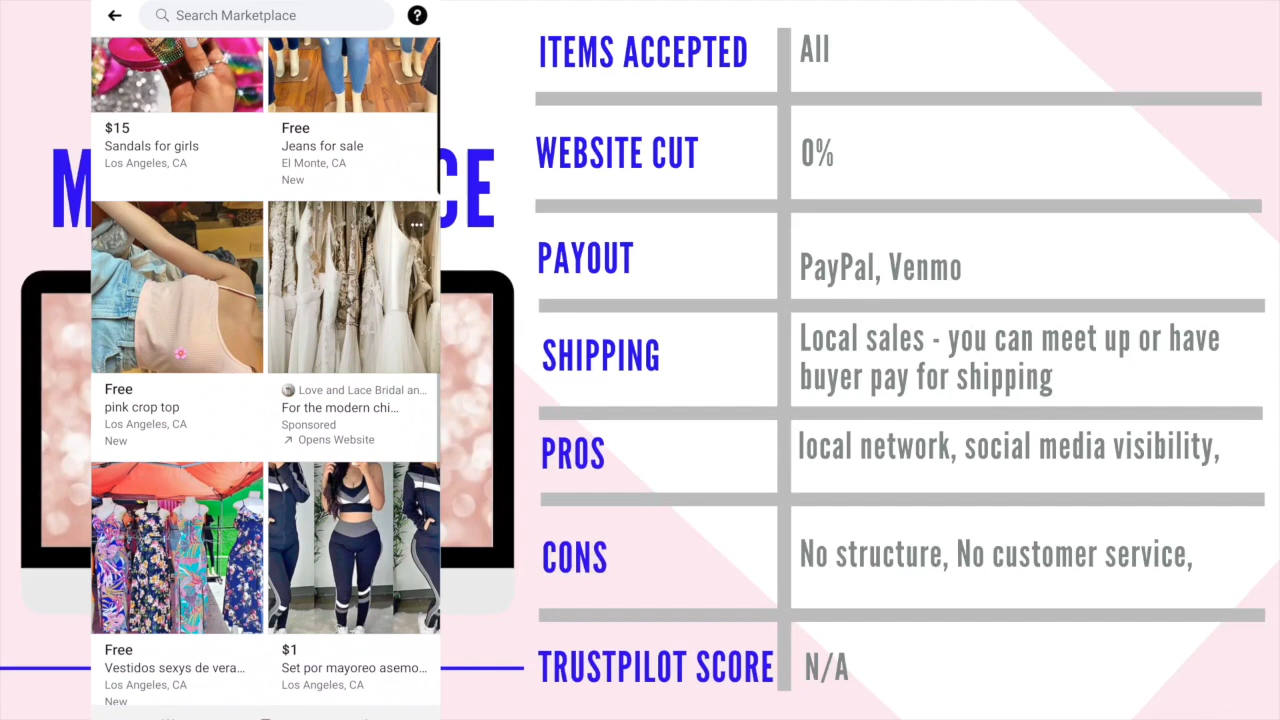 Search Marketplace
$15
Sandals for girls
Los Angeles, CA
Free
Jeans for sale
El Monte, CA
New
Free
pink crop top
Los Angeles, CA
New
Love and Lace Bridal an...
For the modern chi...
Sponsored
Opens Website
Free
Vestidos sexys de vera...
Los Angeles, CA
New
$1
Set por mayoreo asemo...
Los Angeles, CA
ITEMS ACCEPTED
All
WEBSITE CUT
0%
PAYOUT
PayPal, Venmo
SHIPPING
Local sales - you can meet up or have
buyer pay for shipping
PROS
local network, social media visibility,
CONS
No structure, No customer service,
TRUSTPILOT SCORE
N/A